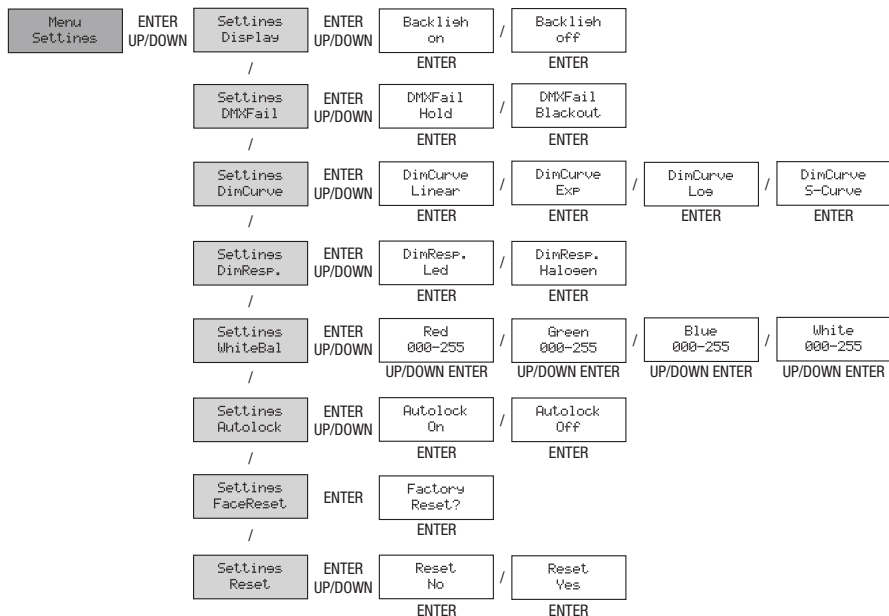 Menu
Settings
ENTER
UP/DOWN
Settings
Display
ENTER
UP/DOWN
Backligh
on
/
Backligh
off
ENTER
ENTER
/
Settings
DMXFail
ENTER
UP/DOWN
DMXFail
Hold
/
DMXFail
Blackout
ENTER
ENTER
/
Settings
DimCurve
ENTER
UP/DOWN
DimCurve
Linear
/
DimCurve
Exp
/
DimCurve
Log
/
DimCurve
S-Curve
ENTER
ENTER
ENTER
ENTER
/
Settings
DimResp.
ENTER
UP/DOWN
DimResp.
Led
/
DimResp.
Halogen
ENTER
ENTER
/
Settings
WhiteBal
ENTER
UP/DOWN
Red
000-255
/
Green
000-255
/
Blue
000-255
/
White
000-255
UP/DOWN ENTER
UP/DOWN ENTER
UP/DOWN ENTER
UP/DOWN ENTER
/
Settings
Autolock
ENTER
UP/DOWN
Autolock
On
/
Autolock
Off
ENTER
ENTER
/
Settings
FaceReset
ENTER
Factory
Reset?
ENTER
/
Settings
Reset
ENTER
UP/DOWN
Reset
No
/
Reset
Yes
ENTER
ENTER